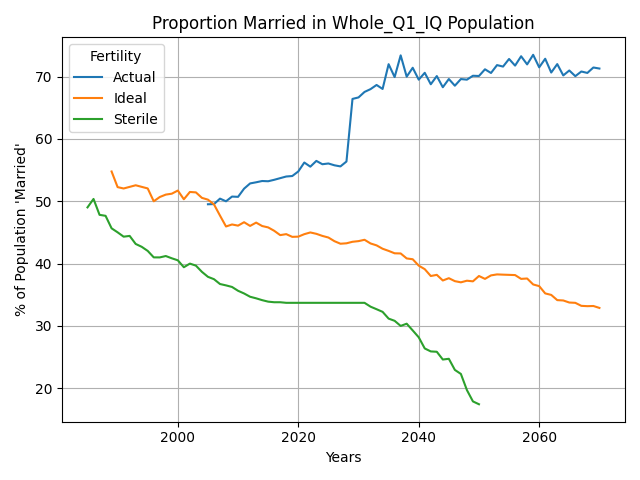 Proportion Married in Whole_Q1_IQ Population
% of Population 'Married'
Fertility
Actual
Ideal
Sterile
70
60
50
40
30
20
2000
2020
2040
2060
Years